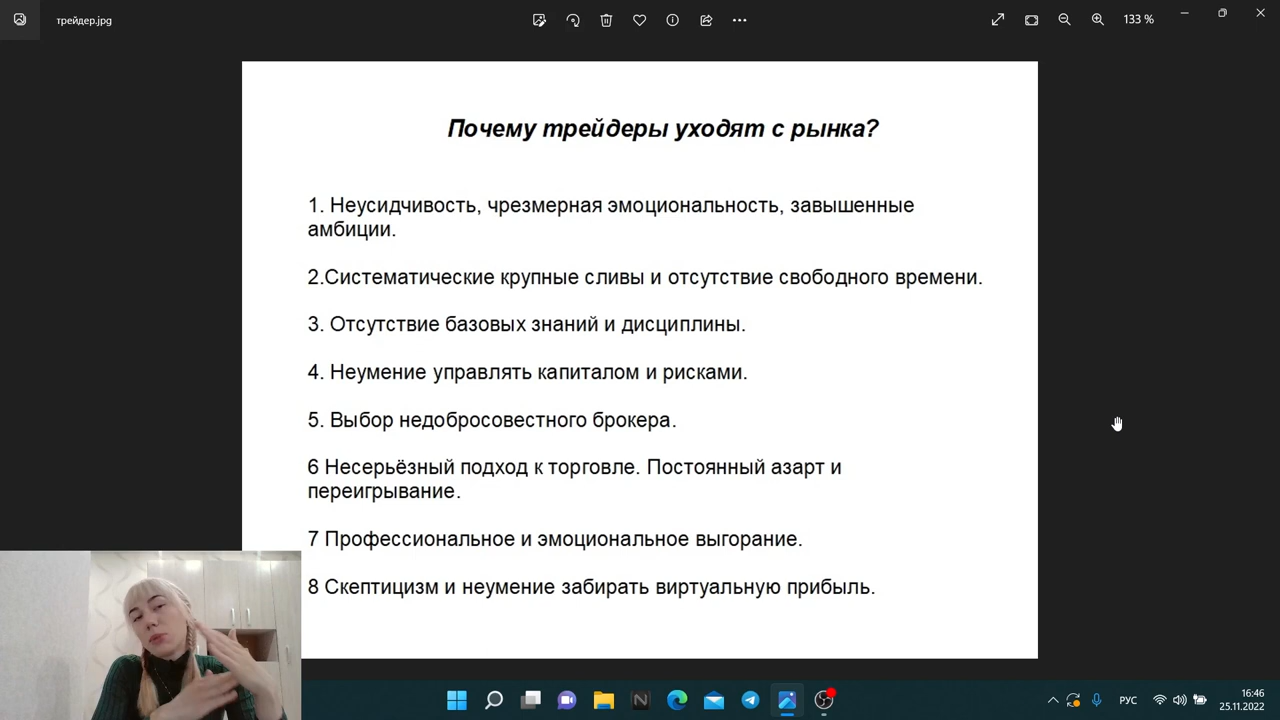 трейдер.jpg
133 %
Почему трейдеры уходят с рынка?
1. Неусидчивость, чрезмерная эмоциональность, завышенные
амбиции.
2.Систематические крупные сливы и отсутствие свободного времени.
3. Отсутствие базовых знаний и дисциплины.
4. Неумение управлять капиталом и рисками.
5. Выбор недобросовестного брокера.
6 Несерьёзный подход к торговле. Постоянный азарт и
переигрывание.
7 Профессиональное и эмоциональное выгорание.
8 Скептицизм и неумение забирать виртуальную прибыль.
N
РУС
16:46
25.11.2022